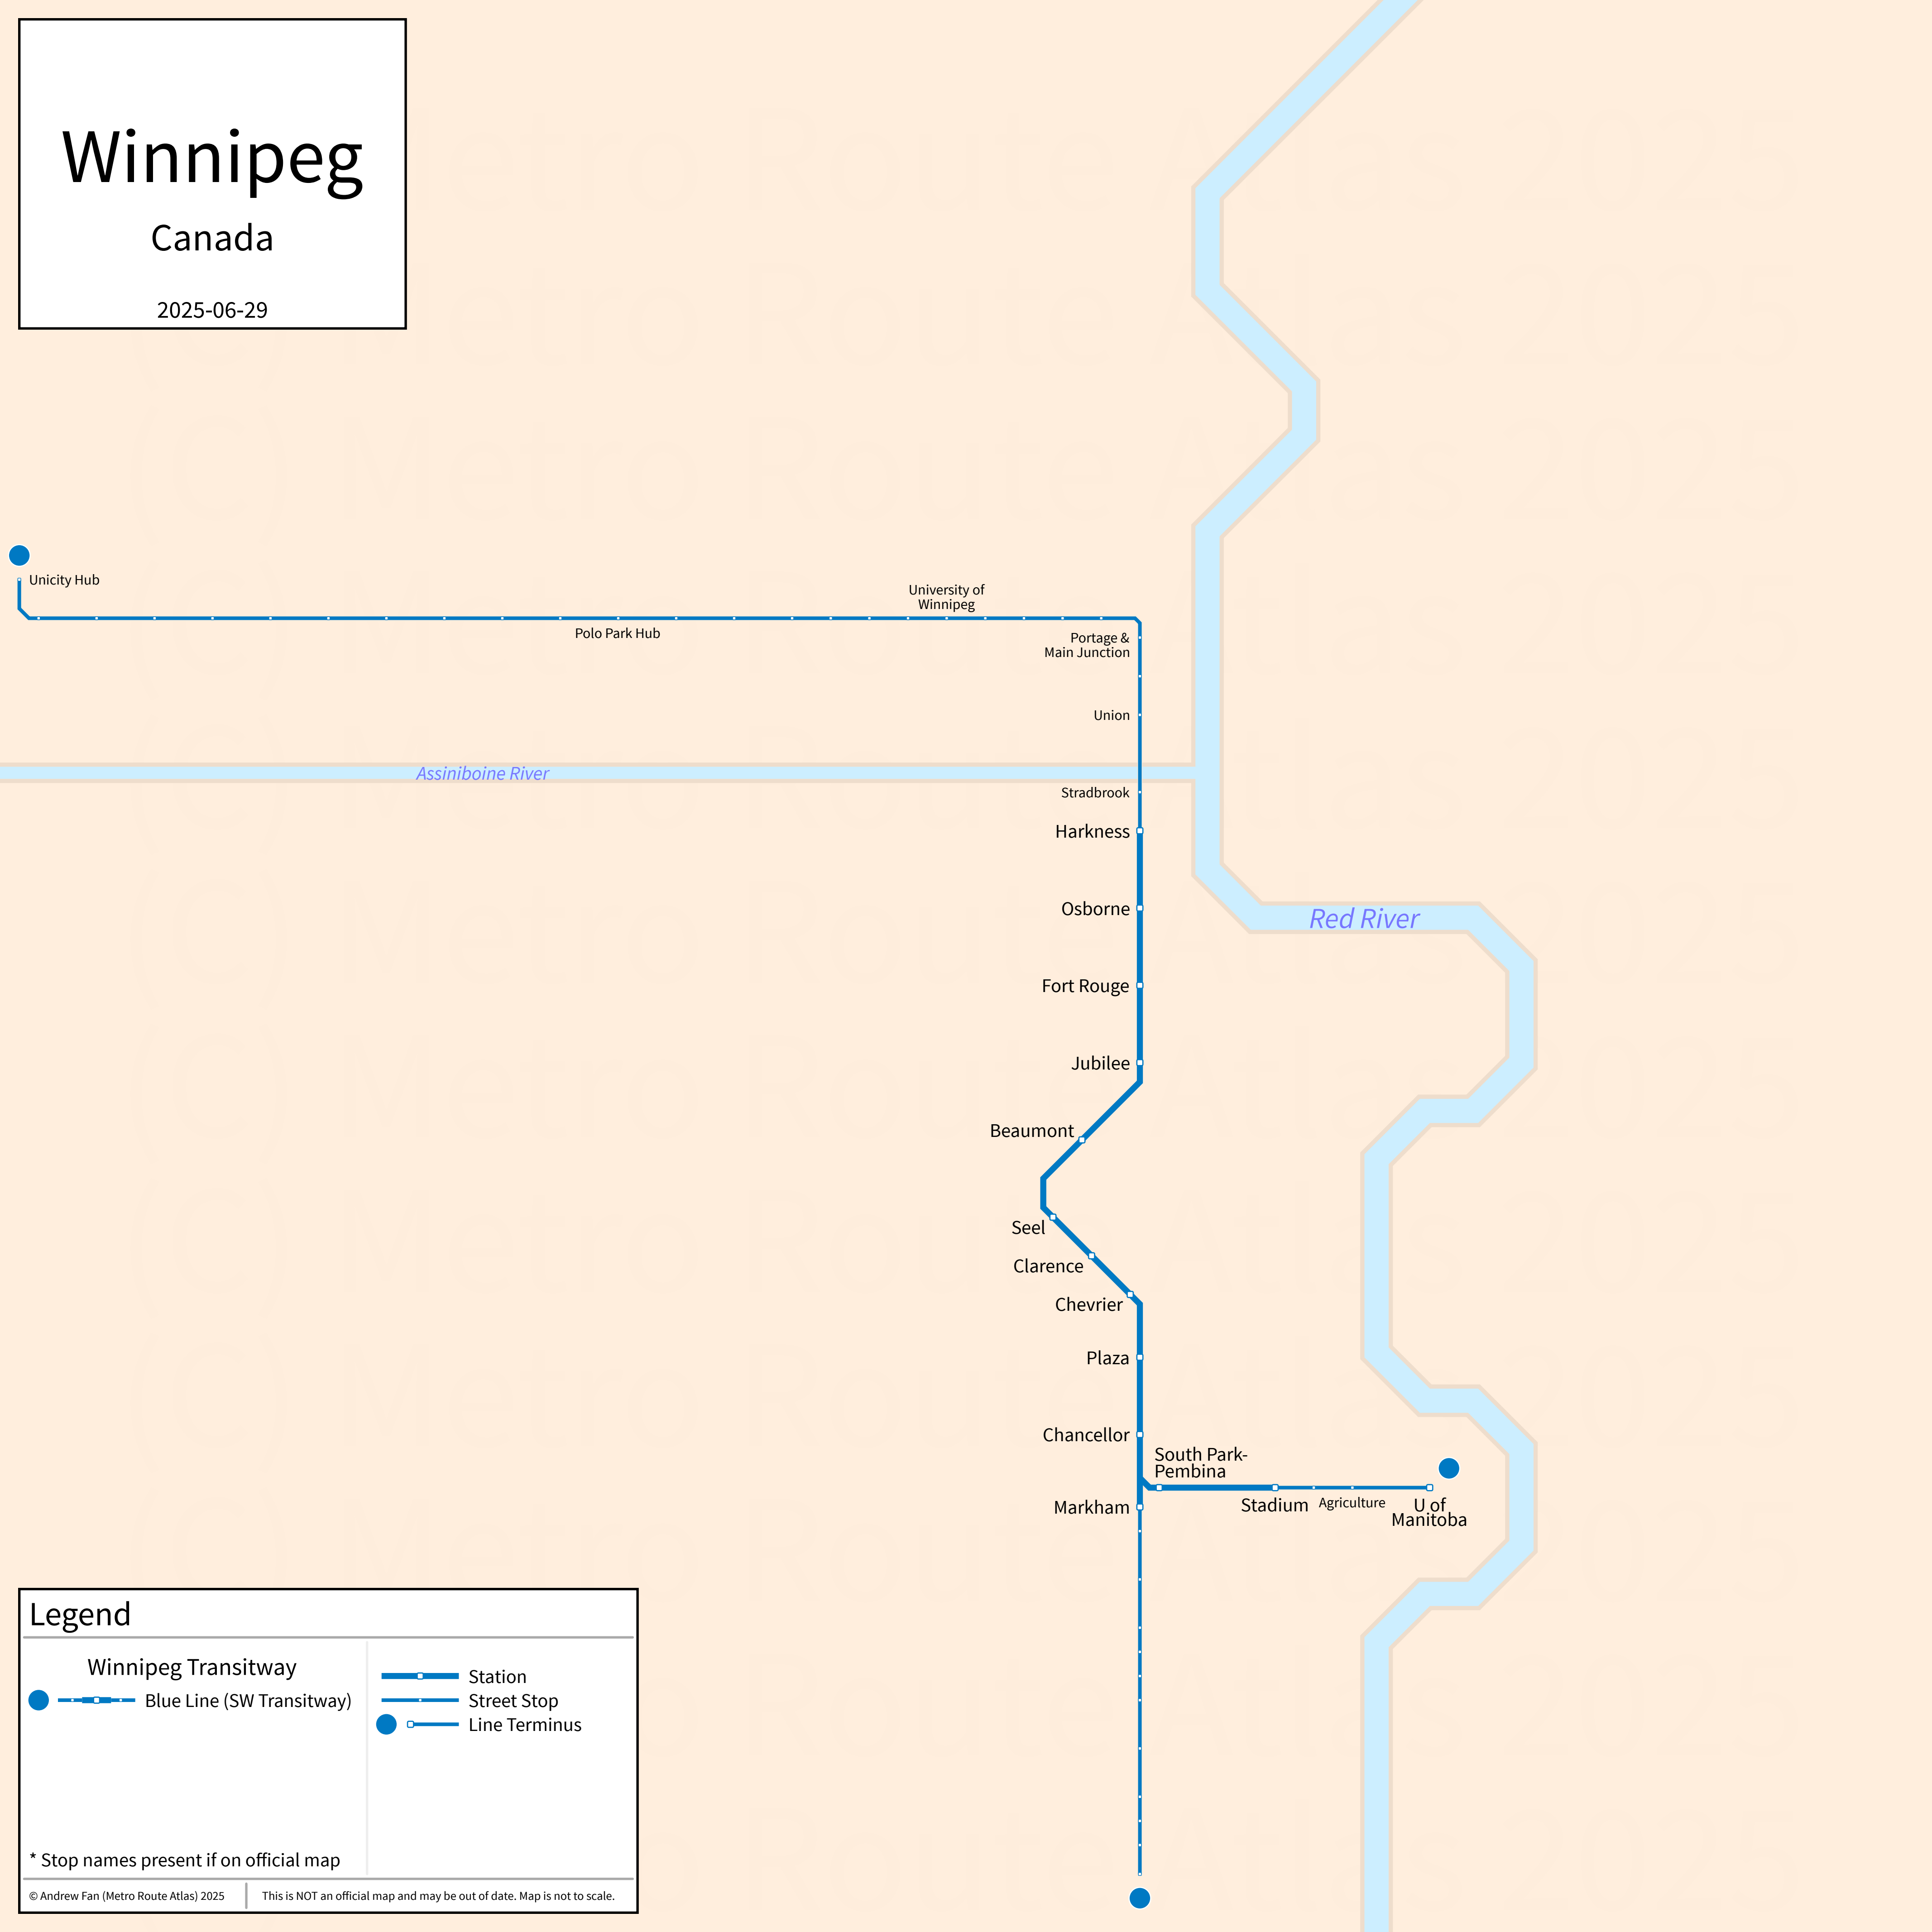 Winnipeg
Canada
2025-06-29
Unicity Hub
Polo Park Hub
University of
Winnipeg
Portage &
Main Junction
Union
Assiniboine River
Stradbrook
Harkness
Osborne
Red River
Fort Rouge
Jubilee
Beaumont
Seel
Clarence
Chevrier
Plaza
Chancellor
South Park-
Pembina
Markham
Stadium
Agriculture
U of
Manitoba
Legend
Winnipeg Transitway
Blue Line (SW Transitway)
Station
Street Stop
Line Terminus
* Stop names present if on official map
© Andrew Fan (Metro Route Atlas) 2025
This is NOT an official map and may be out of date. Map is not to scale.
(C) Metro Route Atlas 2025